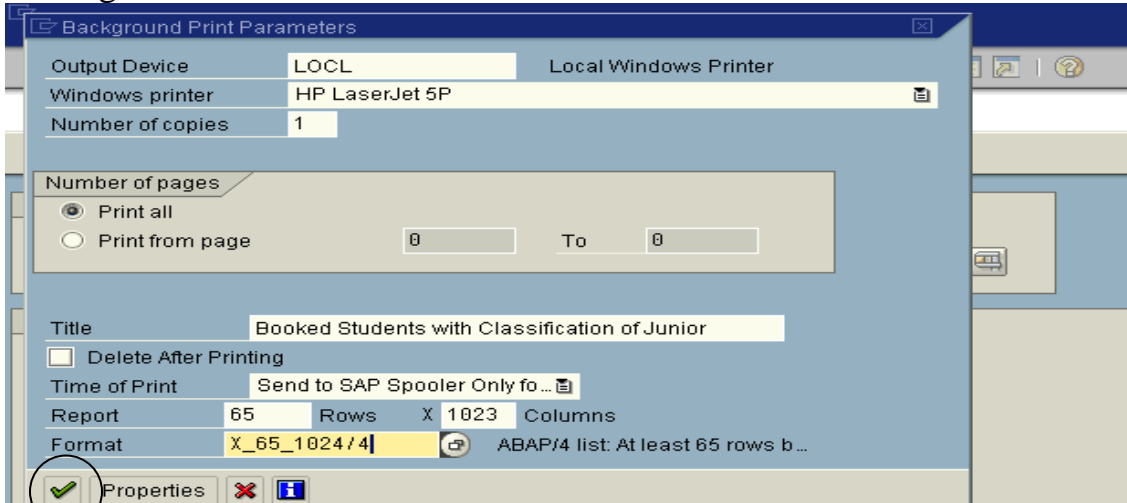 Background Print Parameters
Output Device LOCL Local Windows Printer
Windows printer HP LaserJet 5P
Number of copies 1
Number of pages
Print all
Print from page 0 To 0
Title Booked Students with Classification of Junior
Delete After Printing
Time of Print Send to SAP Spooler Only fo...
Report 65 Rows X 1023 Columns
Format X_65_1024/4 ABAP/4 list: At least 65 rows b...
Properties